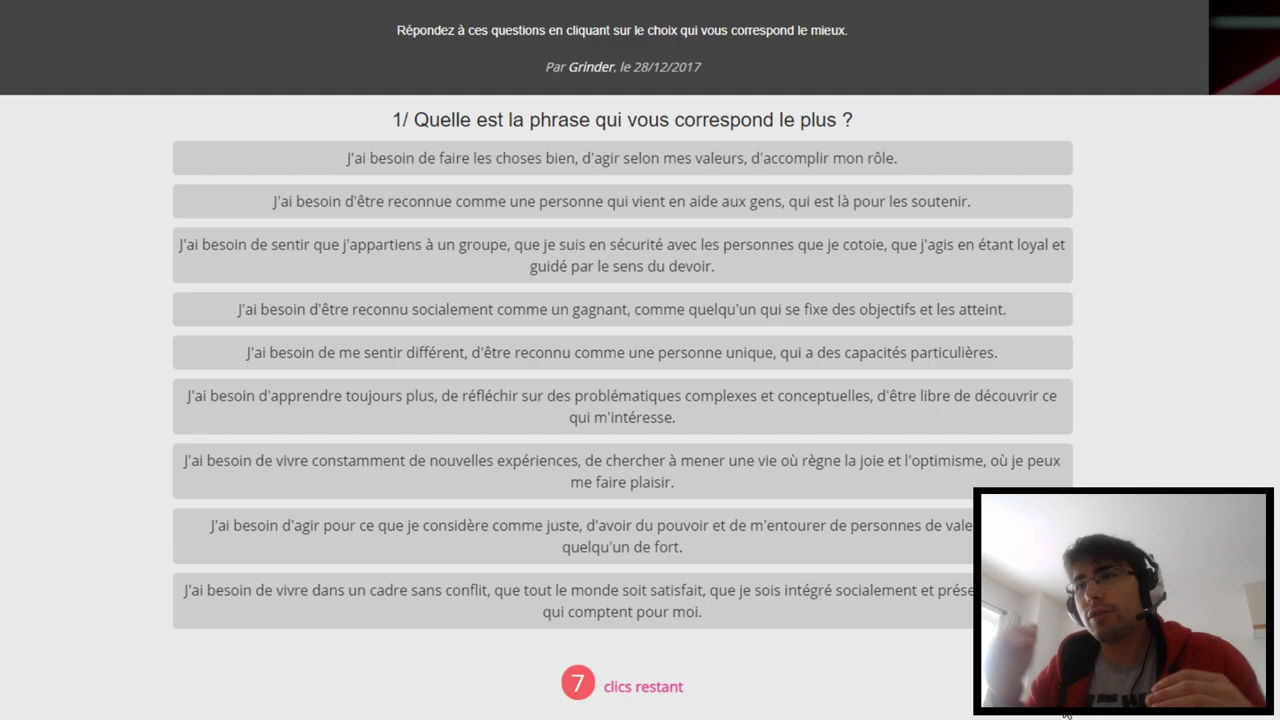 Répondez à ces questions en cliquant sur le choix qui vous correspond le mieux.
Par Grinder, le 28/12/2017
1/ Quelle est la phrase qui vous correspond le plus ?
J'ai besoin de faire les choses bien, d'agir selon mes valeurs, d'accomplir mon rôle.
J'ai besoin d'être reconnue comme une personne qui vient en aide aux gens, qui est là pour les soutenir.
J'ai besoin de sentir que j'appartiens à un groupe, que je suis en sécurité avec les personnes que je cotoie, que j'agis en étant loyal et
guidé par le sens du devoir.
J'ai besoin d'être reconnu socialement comme un gagnant, comme quelqu'un qui se fixe des objectifs et les atteint.
J'ai besoin de me sentir différent, d'être reconnu comme une personne unique, qui a des capacités particulières.
J'ai besoin d'apprendre toujours plus, de réfléchir sur des problématiques complexes et conceptuelles, d'être libre de découvrir ce
qui m'intéresse.
J'ai besoin de vivre constamment de nouvelles expériences, de chercher à mener une vie où règne la joie et l'optimisme, où je peux
me faire plaisir.
J'ai besoin d'agir pour ce que je considère comme juste, d'avoir du pouvoir et de m'entourer de personnes de
quelqu'un de fort.
J'ai besoin de vivre dans un cadre sans conflit, que tout le monde soit satisfait, que je sois intégré socialement et
qui comptent pour moi.
7 clics restant